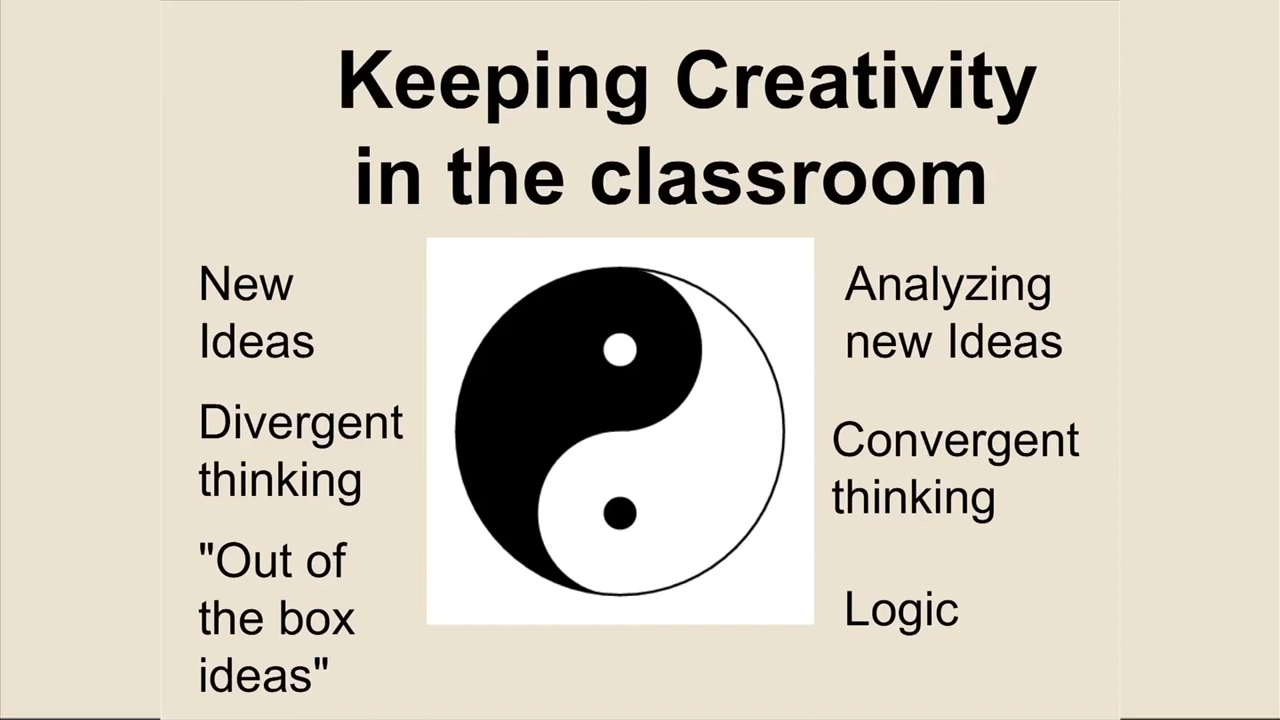 Keeping Creativity
in the classroom
New
Ideas
Divergent
thinking
"Out of
the box
ideas"
Analyzing
new Ideas
Convergent
thinking
Logic